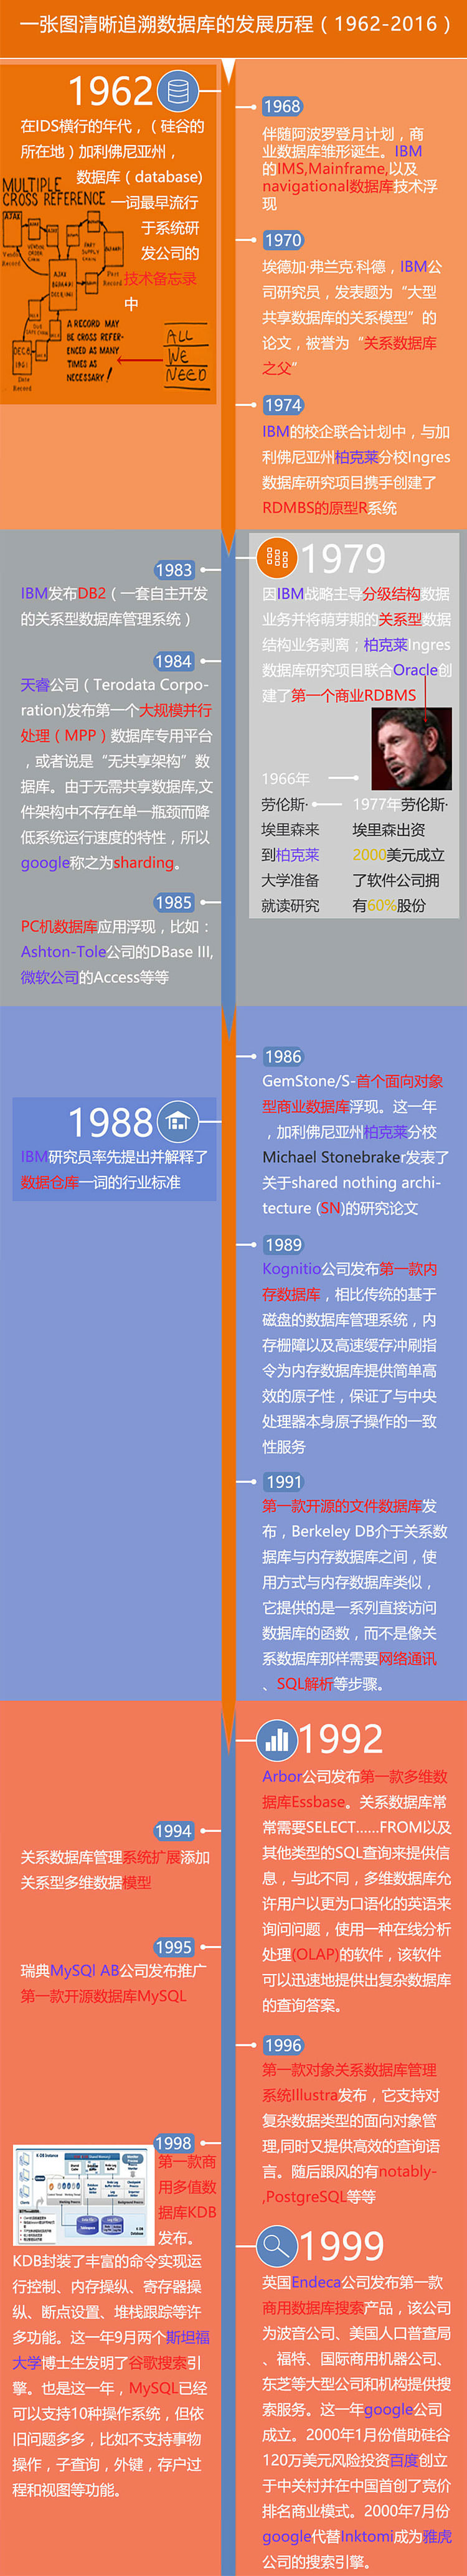 一张图清晰追溯数据库的发展历程（1962-2016）
1962
在IDS横行的年代，（硅谷的
所在地）加利佛尼亚州，
数据库（database)
一词最早流行
于系统研
发公司的
技术备忘录
中
MULTIPLE
CROSS REFERENCE
A RECORD MAY
BE CROSS REFER-
ENCED AS MANY
TIMES AS
NECESSARY!
ALL
WE
NEED
1968
伴随阿波罗登月计划，商
业数据库雏形诞生。IBM
的IMS,Mainframe,以及
navigational数据库技术浮
现
1970
埃德加·弗兰克·科德，IBM公
司研究员，发表题为“大型
共享数据库的关系模型”的
论文，被誉为“关系数据库
之父”
1974
IBM的校企联合计划中，与加
利佛尼亚州柏克莱分校Ingres
数据库研究项目携手创建了
RDMBS的原型R系统
1979
因IBM战略主导分级结构数据
业务并将萌芽期的关系型数据
结构业务剥离；柏克莱Ingres
数据库研究项目联合Oracle创
建了第一个商业RDBMS
1966年
劳伦斯·
埃里森来
到柏克莱
大学准备
就读研究
1977年劳伦斯·
埃里森出资
2000美元成立
了软件公司拥
有60%股份
1983
IBM发布DB2（一套自主开发
的关系型数据库管理系统）
1984
天睿公司（Terodata Corpo-
ration)发布第一个大规模并行
处理（MPP）数据库专用平台
，或者说是“无共享架构”数
据库。由于无需共享数据库,文
件架构中不存在单一瓶颈而降
低系统运行速度的特性，所以
google称之为sharding。
1985
PC机数据库应用浮现，比如：
Ashton-Tole公司的DBase III,
微软公司的Access等等
1986
GemStone/S-首个面向对象
型商业数据库浮现。这一年
，加利佛尼亚州柏克莱分校
Michael Stonebraker发表了
关于shared nothing archi-
tecture (SN)的研究论文
1988
IBM研究员率先提出并解释了
数据仓库一词的行业标准
1989
Kognitio公司发布第一款内
存数据库，相比传统的基于
磁盘的数据库管理系统，内
存栅障以及高速缓存冲刷指
令为内存数据库提供简单高
效的原子性，保证了与中央
处理器本身原子操作的一致
性服务
1991
第一款开源的文件数据库发
布，Berkeley DB介于关系数
据库与内存数据库之间，使
用方式与内存数据库类似，
它提供的是一系列直接访问
数据库的函数，而不是像关
系数据库那样需要网络通讯
、SQL解析等步骤。
1992
Arbor公司发布第一款多维数
据库Essbase。关系数据库常
常需要SELECT……FROM以及
其他类型的SQL查询来提供信
息，与此不同，多维数据库允
许用户以更为口语化的英语来
询问问题，使用一种在线分析
处理(OLAP)的软件，该软件
可以迅速地提供出复杂数据库
的查询答案。
1994
关系数据库管理系统扩展添加
关系型多维数据模型
1995
瑞典MySQl AB公司发布推广
第一款开源数据库MySQL
1996
第一款对象关系数据库管理
系统Illustra发布，它支持对
复杂数据类型的面向对象管
理,同时又提供高效的查询语
言。随后跟风的有notably-
,PostgreSQL等等
1998
第一款商
用多值数
据库KDB
发布。
KDB封装了丰富的命令实现运
行控制、内存操纵、寄存器操
纵、断点设置、堆栈跟踪等许
多功能。这一年9月两个斯坦福
大学博士生发明了谷歌搜索引
擎。也是这一年，MySQL已经
可以支持10种操作系统，但依
旧问题多多，比如不支持事物
操作，子查询，外键，存户过
程和视图等功能。
1999
英国Endeca公司发布第一款
商用数据库搜索产品，该公司
为波音公司、美国人口普查局
、福特、国际商用机器公司、
东芝等大型公司和机构提供搜
索服务。这一年google公司
成立。2000年1月份借助硅谷
120万美元风险投资百度创立
于中关村并在中国首创了竞价
排名商业模式。2000年7月份
google代替Inktomi成为雅虎
公司的搜索引擎。